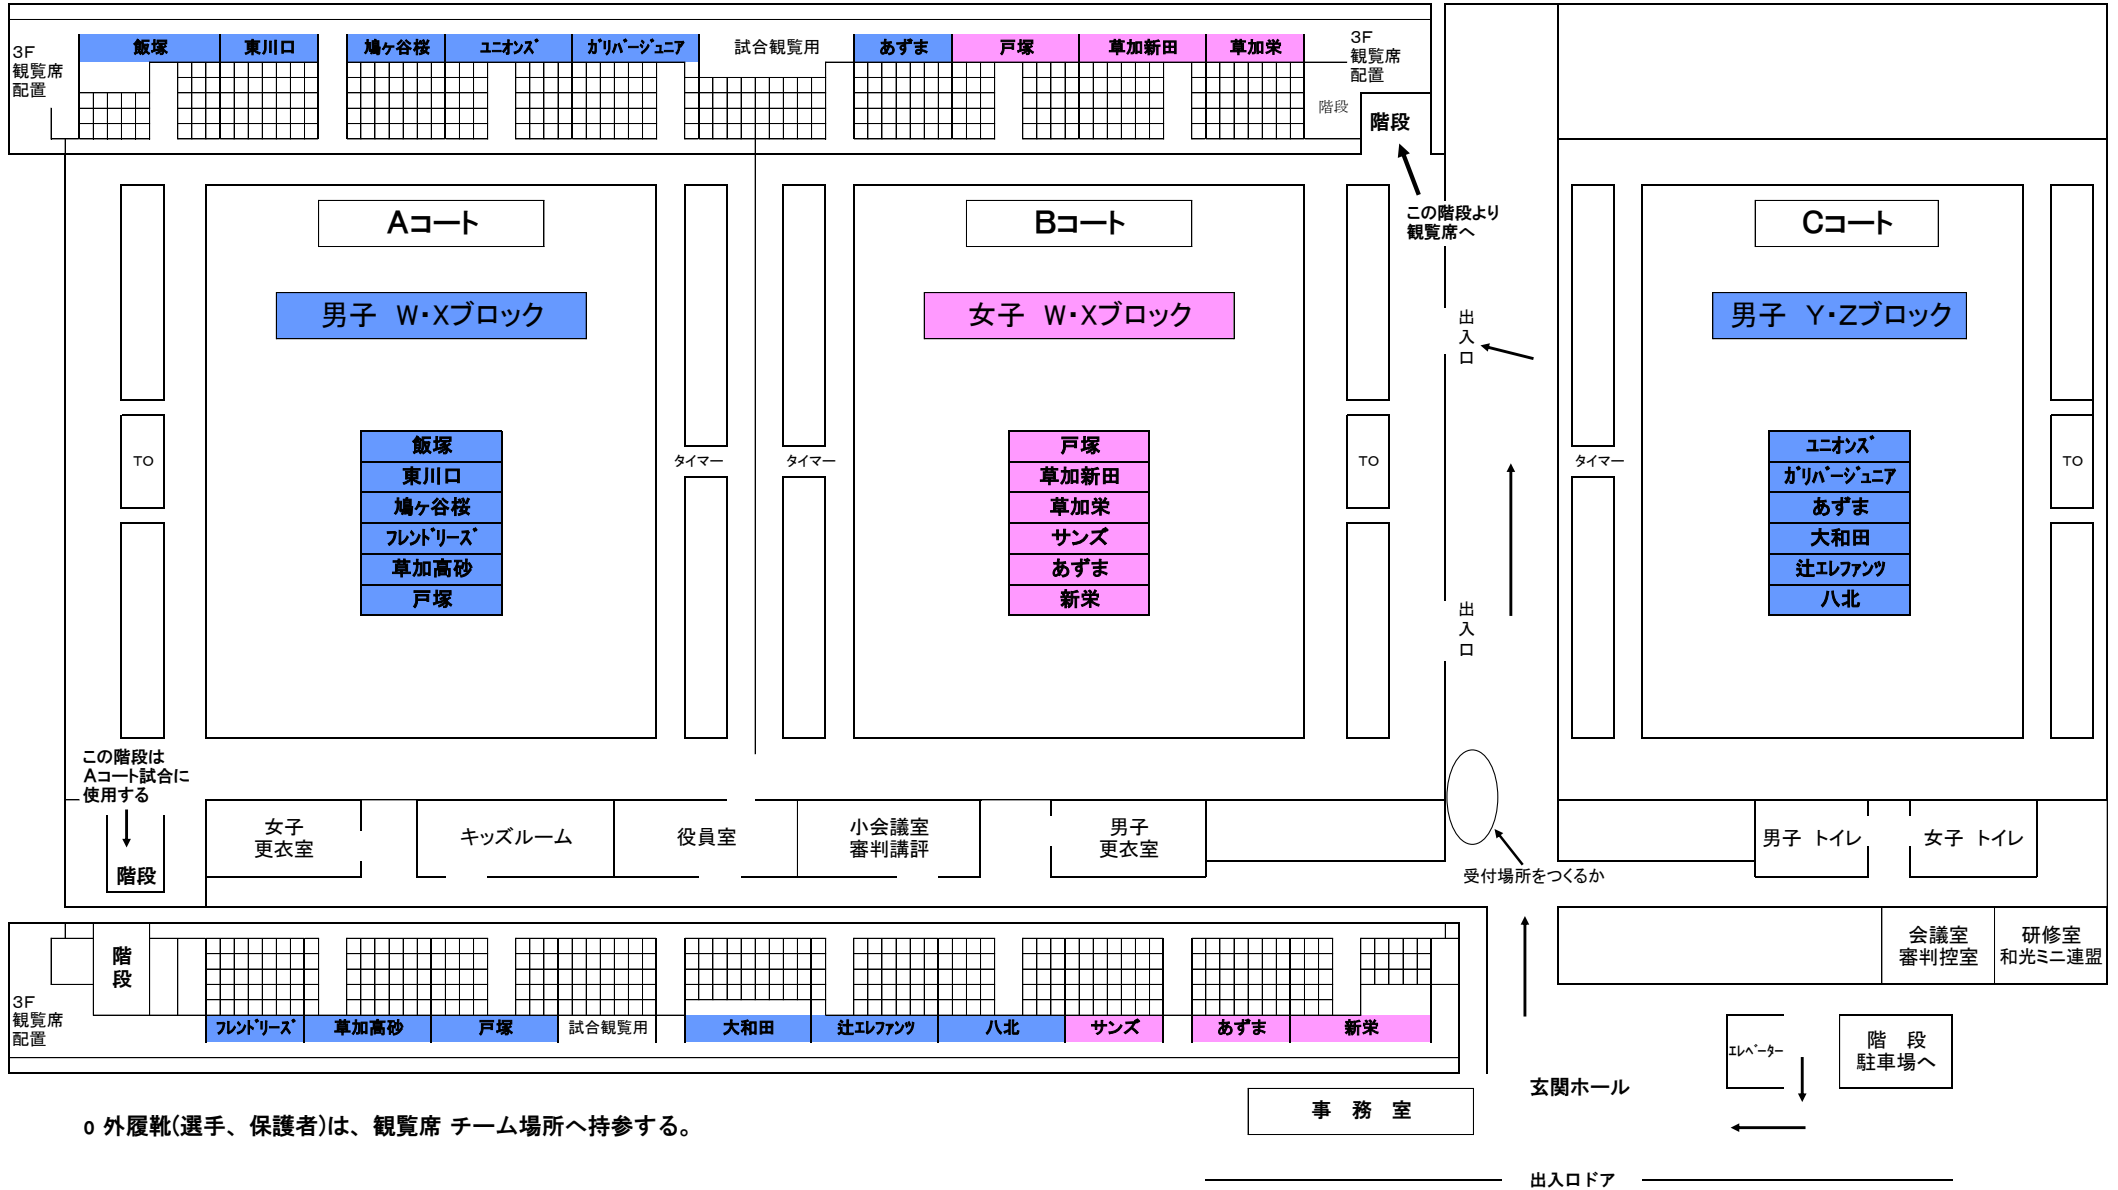 3F
観覧席
配置
飯塚
東川口
鳩ヶ谷桜
ユニオンズ
ガリバージュニア
試合観覧用
あずま
戸塚
草加新田
草加栄
3F
観覧席
配置
階段
階段
この階段より
観覧席へ
Aコート
Bコート
Cコート
男子 W・Xブロック
女子 W・Xブロック
男子 Y・Zブロック
出
入
口
TO
飯塚
東川口
鳩ヶ谷桜
フレンドリーズ
草加高砂
戸塚
タイマー
タイマー
戸塚
草加新田
草加栄
サンズ
あずま
新栄
TO
出
入
口
タイマー
ユニオンズ
ガリバージュニア
あずま
大和田
辻エレファンツ
八北
TO
この階段は
Aコート試合に
使用する
階段
女子
更衣室
キッズルーム
役員室
小会議室
審判講評
男子
更衣室
受付場所をつくるか
男子 トイレ
女子 トイレ
会議室
審判控室
研修室
和光ミニ連盟
階
段
3F
観覧席
配置
フレンドリーズ
草加高砂
戸塚
試合観覧用
大和田
辻エレファンツ
八北
サンズ
あずま
新栄
エレベーター
階 段
駐車場へ
玄関ホール
事 務 室
o 外履靴(選手、保護者)は、観覧席 チーム場所へ持参する。
出入口ドア